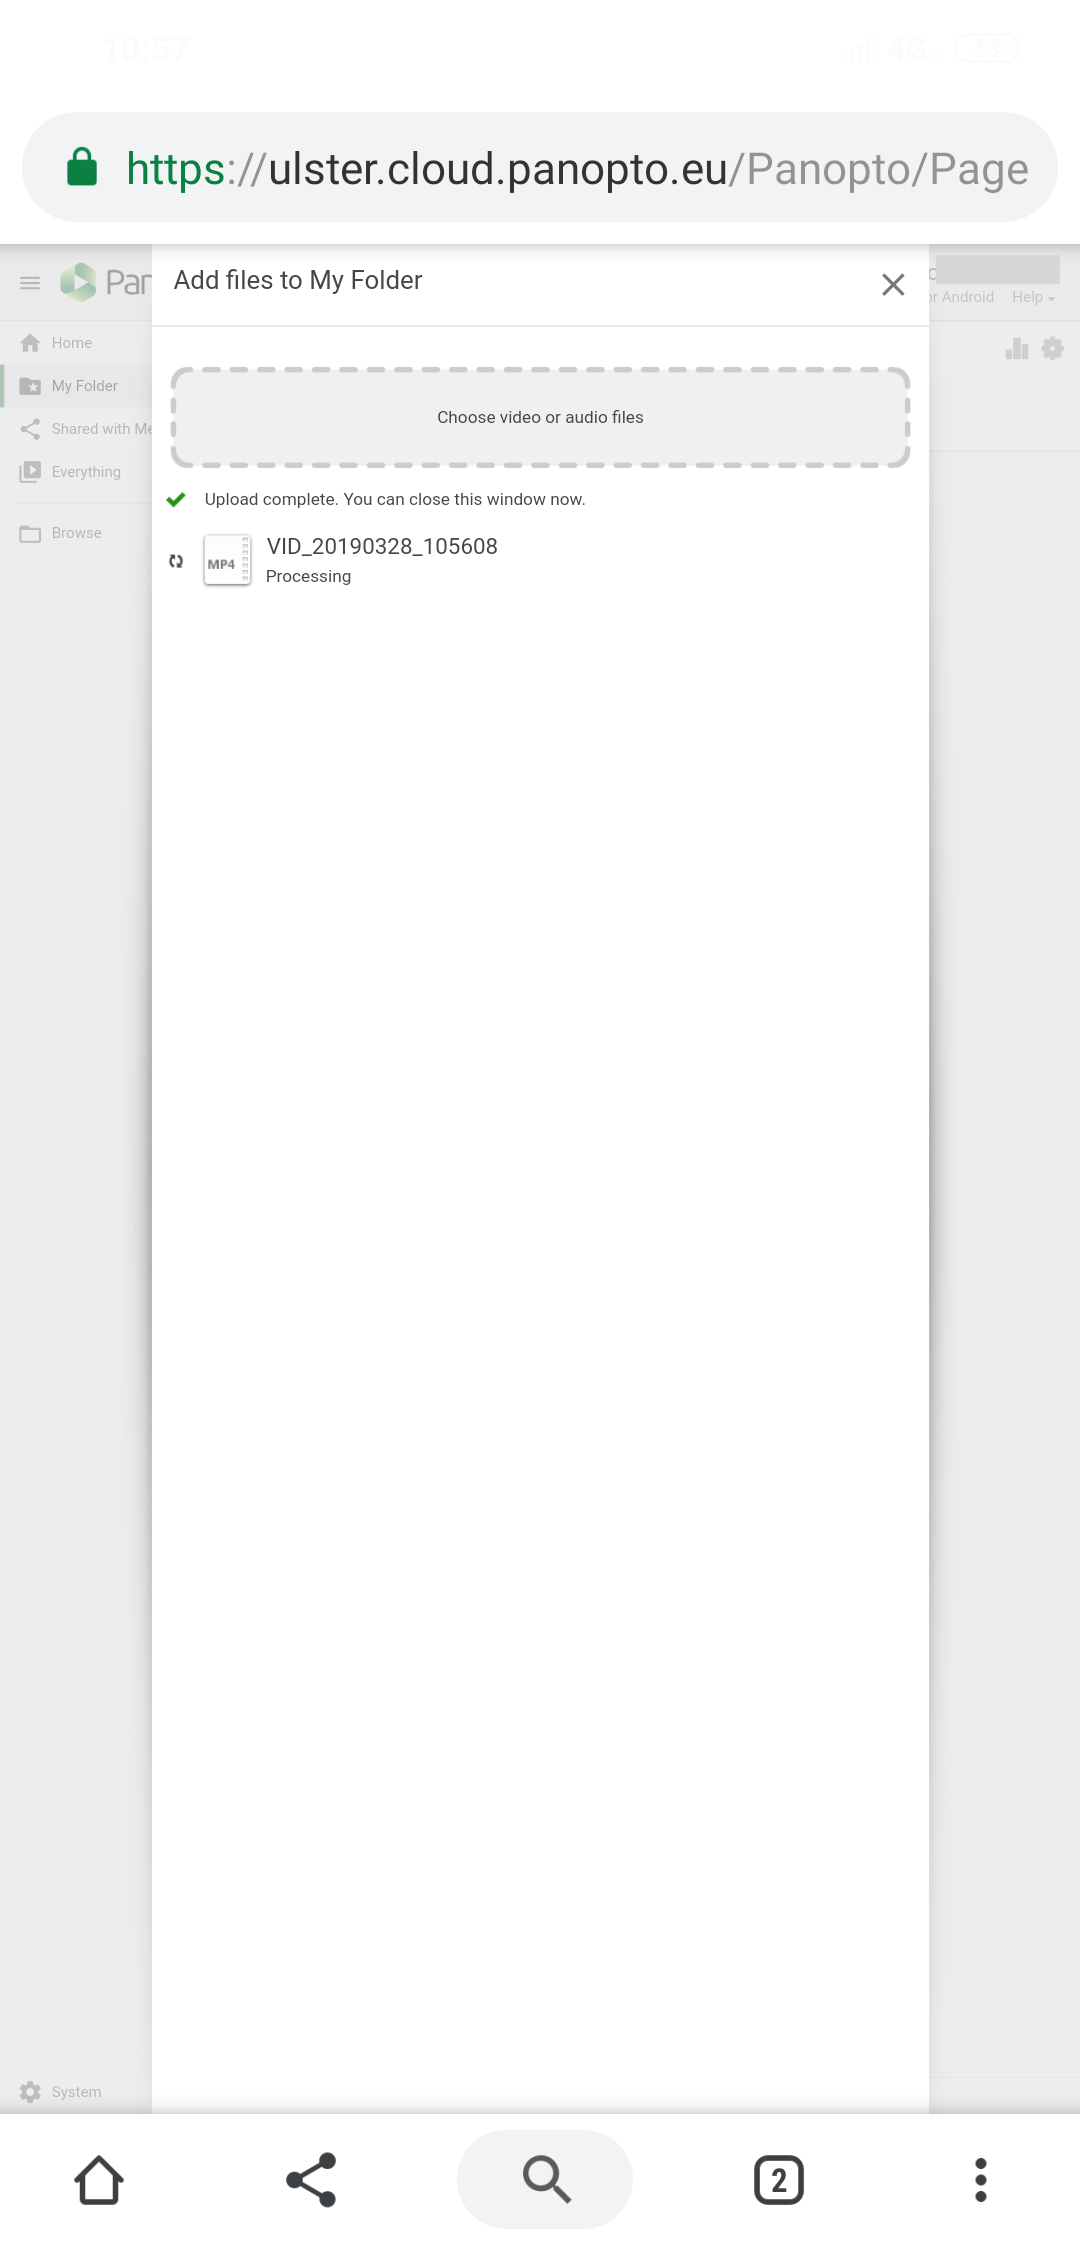 10:57
4G 33
https://ulster.cloud.panopto.eu/Panopto/Page
Add files to My Folder
Pan
or Android Help
Home
My Folder
Shared with Me
Everything
Browse
Choose video or audio files
Upload complete. You can close this window now.
MP4
VID_20190328_105608
Processing
System
2